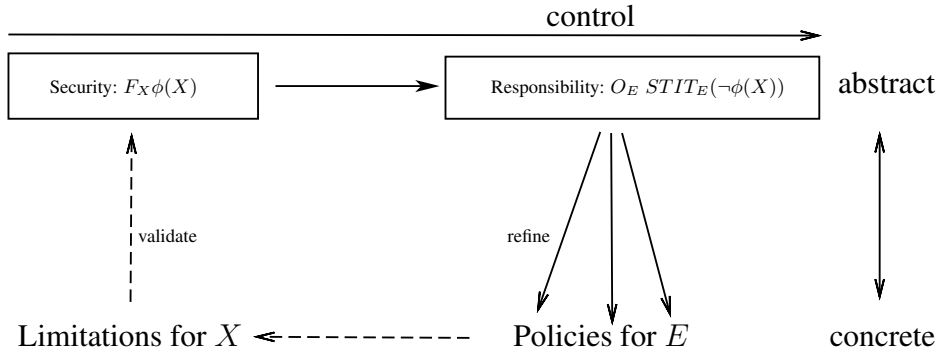 control
Security: $F_X\phi(X)$
Responsibility: $O_E\ STIT_E(\neg\phi(X))$
abstract
validate
refine
Limitations for $X$
Policies for $E$
concrete